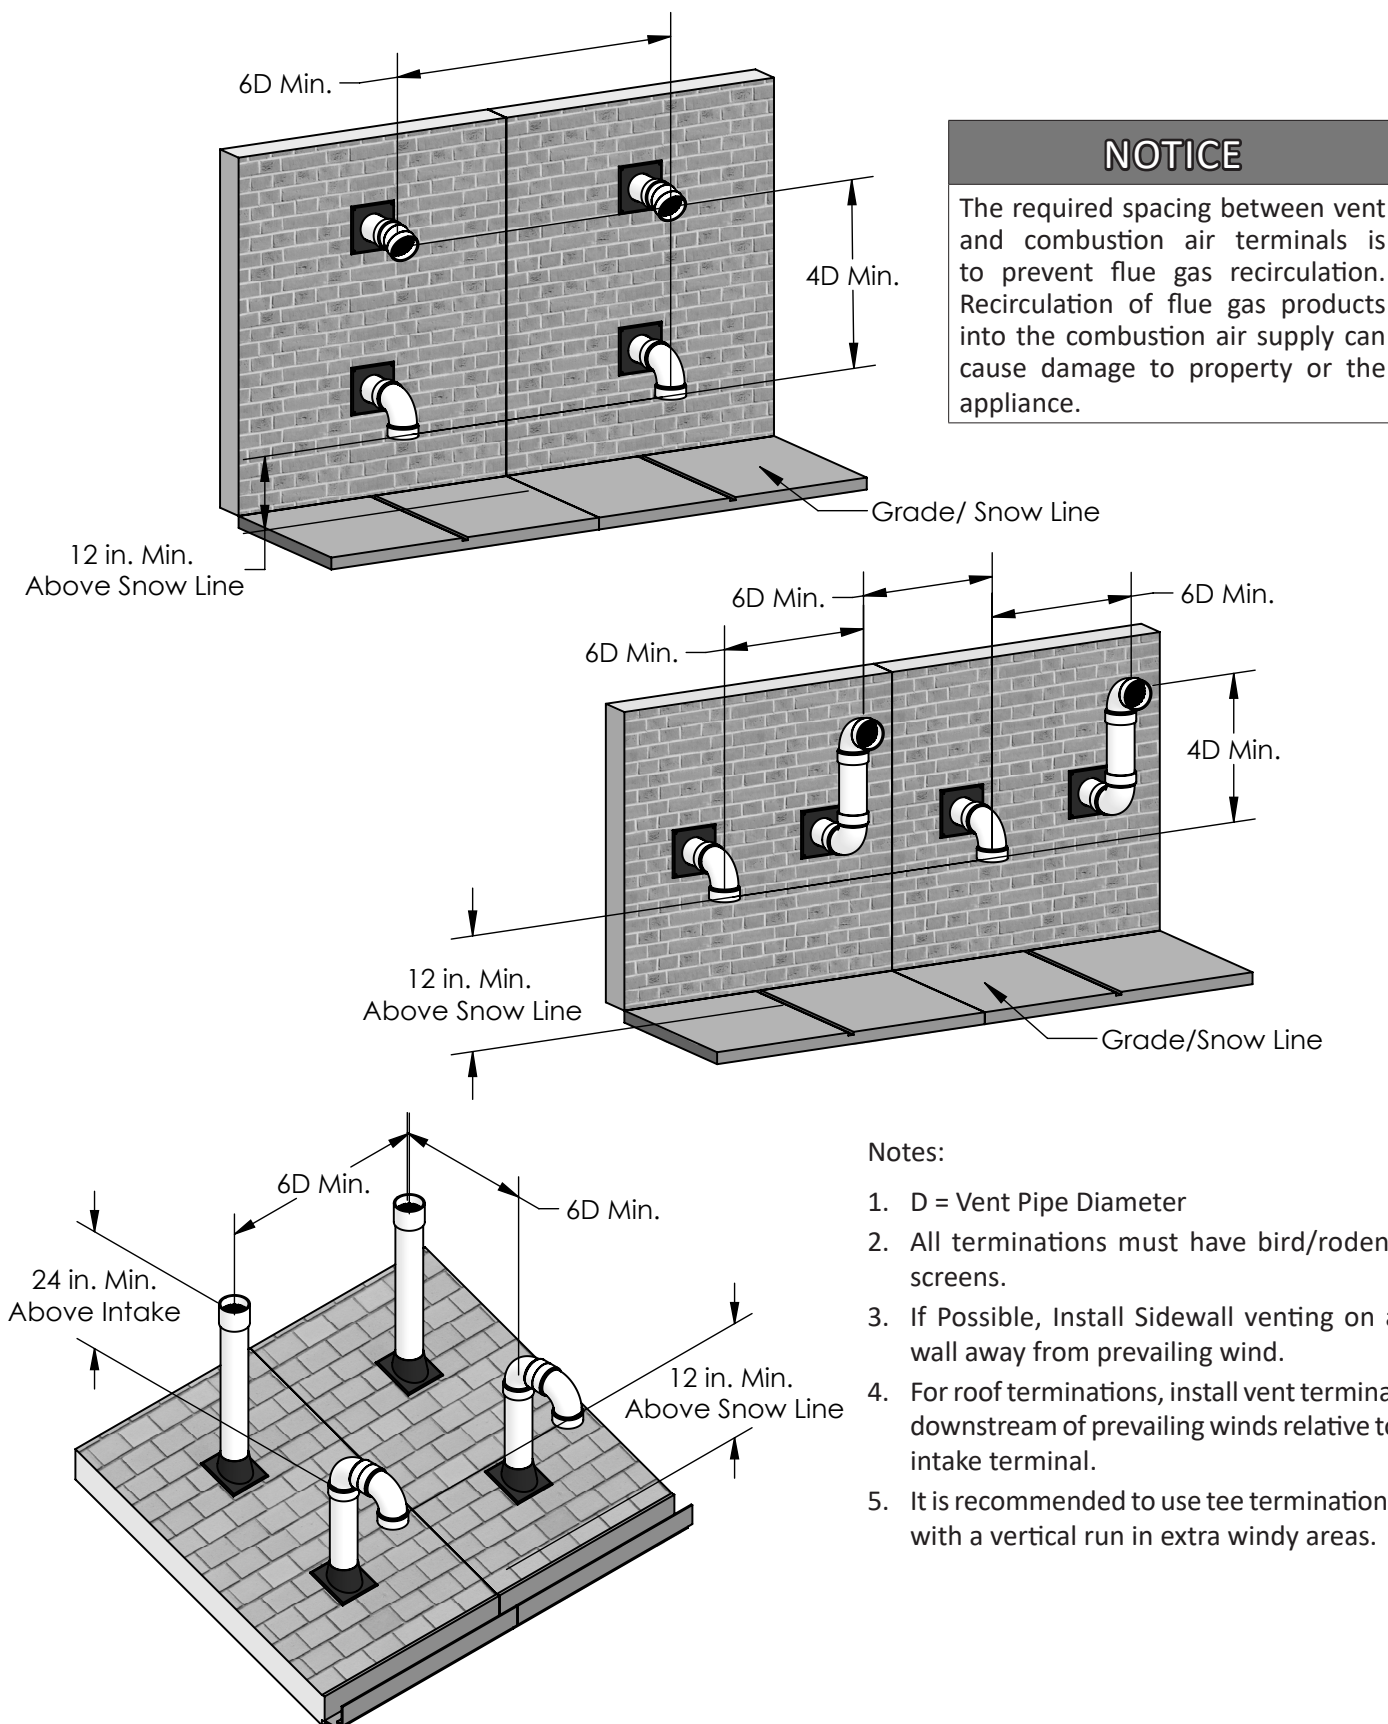 6D Min.
NOTICE
The required spacing between vent
and combustion air terminals is
to prevent flue gas recirculation.
Recirculation of flue gas products
into the combustion air supply can
cause damage to property or the
appliance.
4D Min.
Grade/ Snow Line
12 in. Min.
Above Snow Line
6D Min.
6D Min.
6D Min.
4D Min.
12 in. Min.
Above Snow Line
Grade/Snow Line
6D Min.
6D Min.
24 in. Min.
Above Intake
12 in. Min.
Above Snow Line
Notes:
1. D = Vent Pipe Diameter
2. All terminations must have bird/roden
screens.
3. If Possible, Install Sidewall venting on a
wall away from prevailing wind.
4. For roof terminations, install vent termina
downstream of prevailing winds relative to
intake terminal.
5. It is recommended to use tee termination
with a vertical run in extra windy areas.